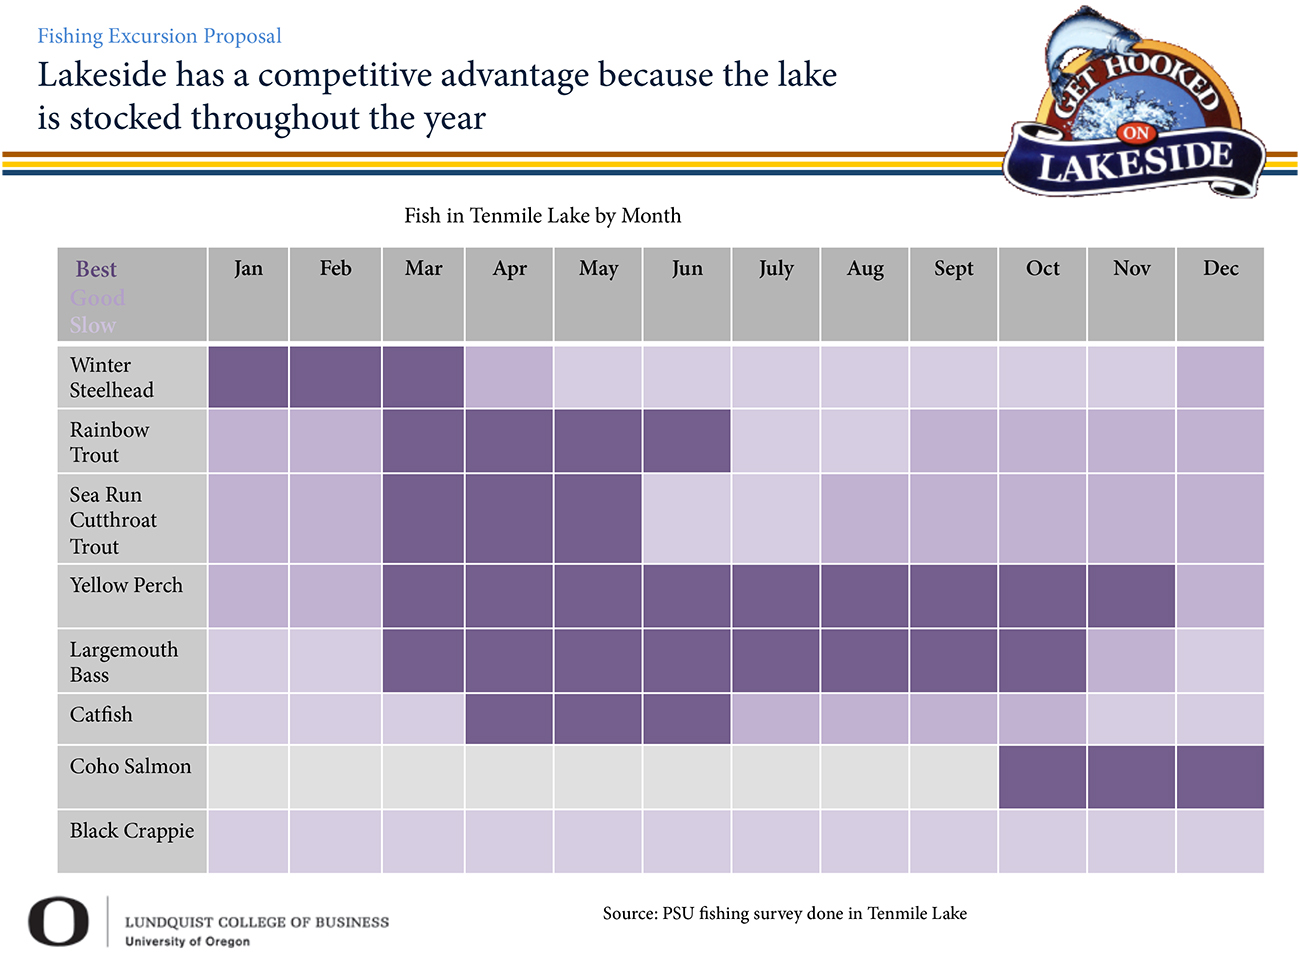 Fishing Excursion Proposal
Lakeside has a competitive advantage because the lake
is stocked throughout the year
GET HOOKED
ON
LAKESIDE
Fish in Tenmile Lake by Month
Best Jan Feb Mar Apr May Jun July Aug Sept Oct Nov Dec
Good
Slow
Winter
Steelhead
Rainbow
Trout
Sea Run
Cutthroat
Trout
Yellow Perch
Largemouth
Bass
Catfish
Coho Salmon
Black Crappie
O
LUNDQUIST COLLEGE OF BUSINESS
University of Oregon
Source: PSU fishing survey done in Tenmile Lake